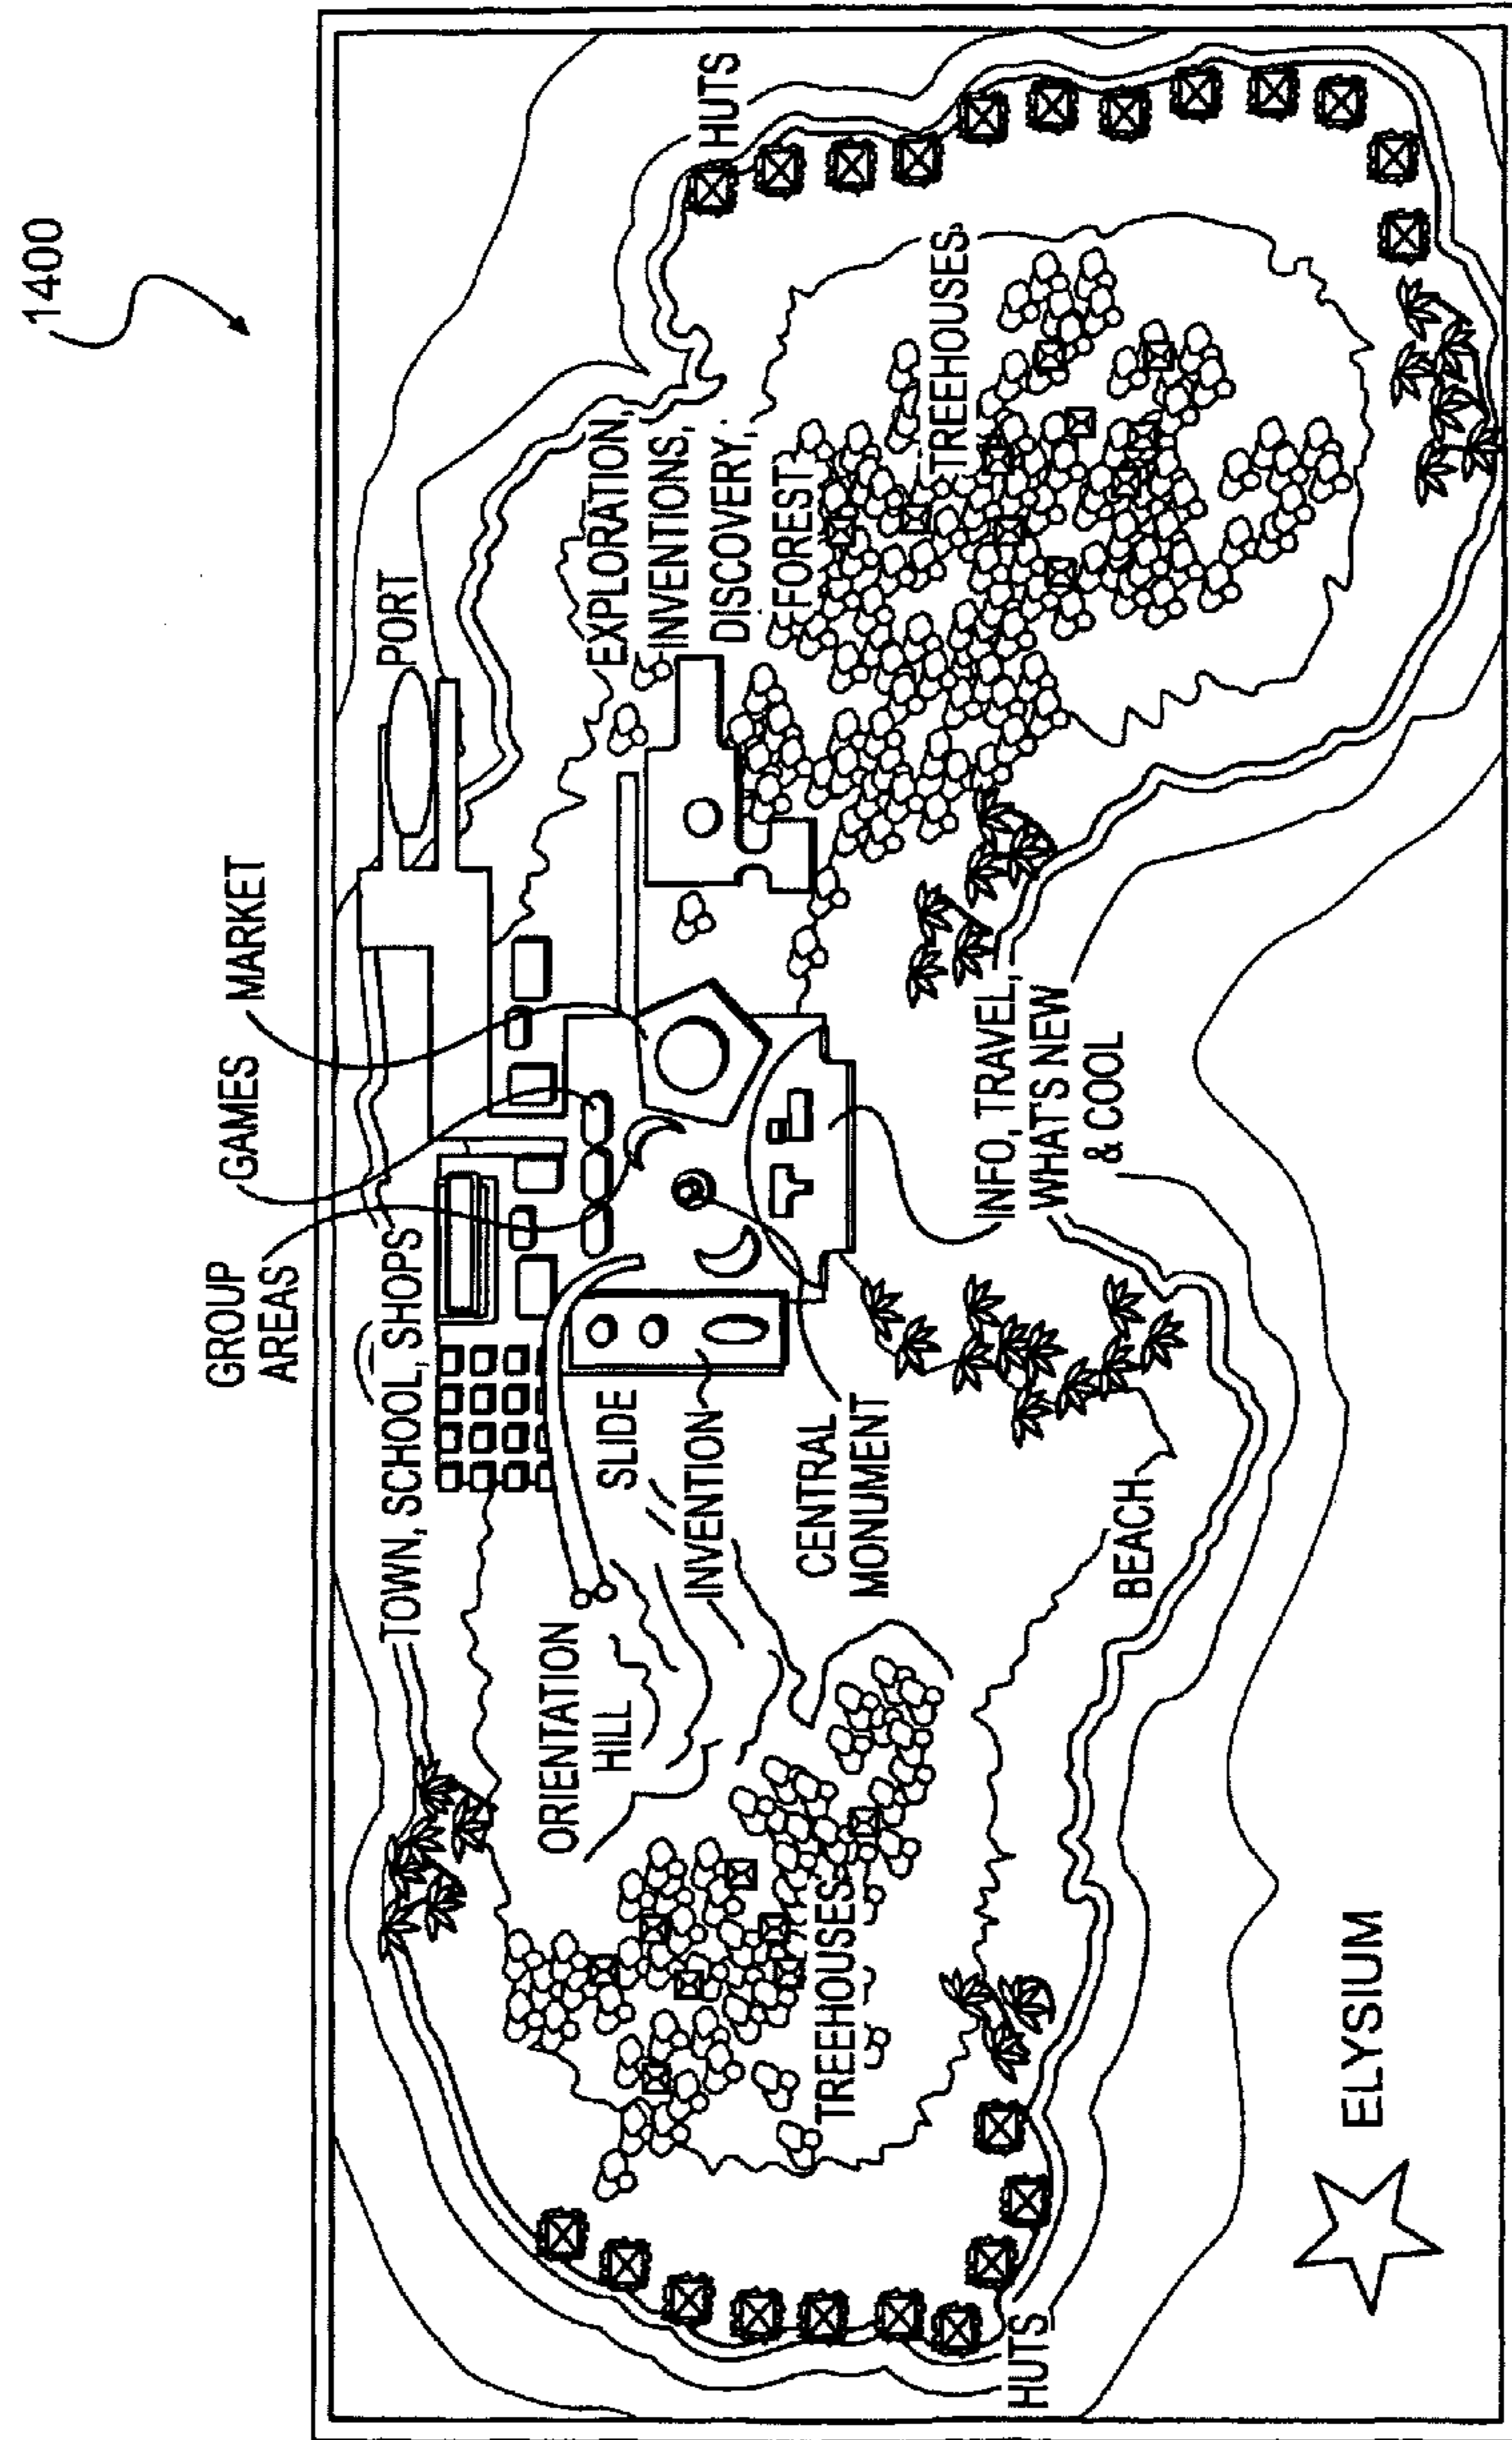 1400
GROUP
AREAS
GAMES
MARKET
TOWN, SCHOOL, SHOPS
PORT
HUTS
ORIENTATION
HILL
SLIDE
INVENTION
EXPLORATION,
INVENTIONS,
DISCOVERY,
FOREST
TREEHOUSES
CENTRAL
MONUMENT
TREEHOUSES
INFO, TRAVEL,
WHAT'S NEW
& COOL
BEACH
HUTS
ELYSIUM